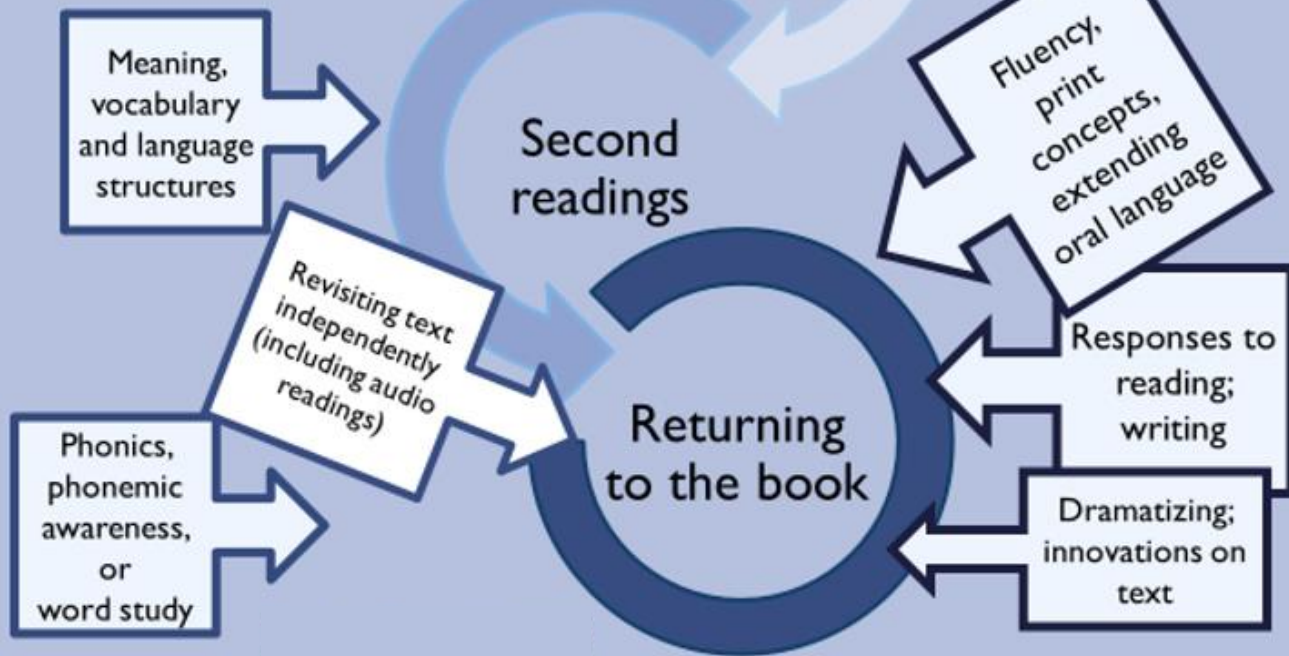 Meaning,
vocabulary
and language
structures
Second
readings
Fluency,
print
concepts,
extending
oral language
Revisiting text
independently
(including audio
readings)
Returning
to the book
Responses to
reading;
writing
Phonics,
phonemic
awareness,
or
word study
Dramatizing;
innovations on
text